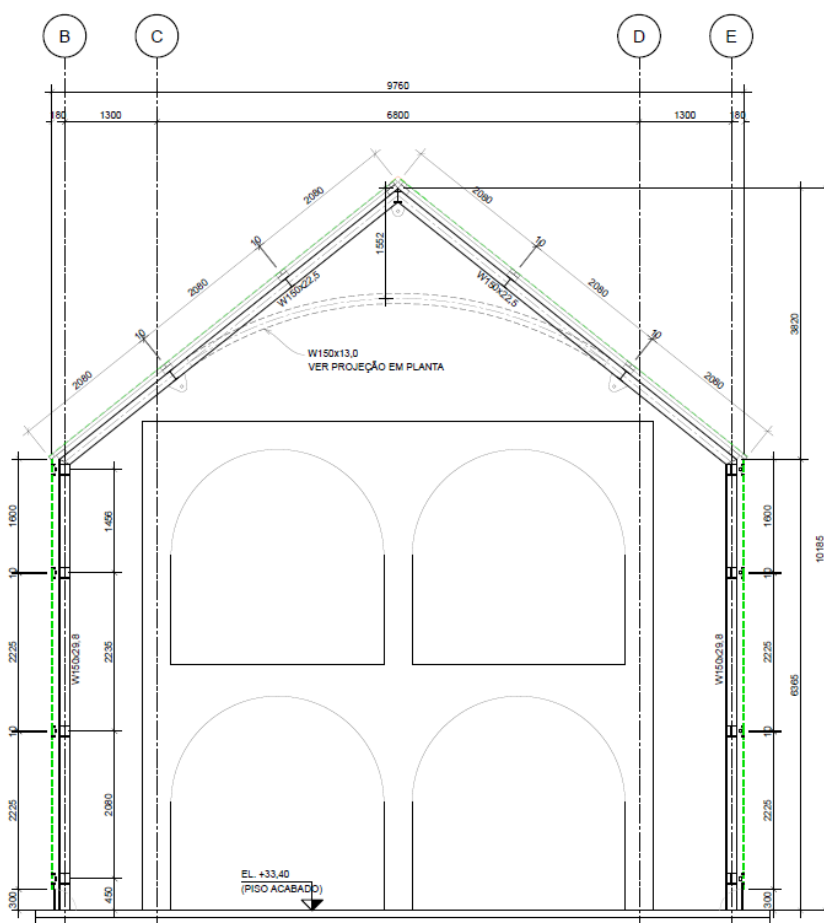 B C D E
9760
180 1300 6800 1300 180
2080 2080
10 10
1552
2080 2080
W150x22,5 W150x22,5
3820
10 10
W150x13,0
VER PROJEÇÃO EM PLANTA
2080 2080
1600 1456 1600
10185
10 10
2225 2235 2225
W150x29,8 W150x29,8
6365
10 10
2225 2080 2225
EL. +33,40
(PISO ACABADO)
300 450 300